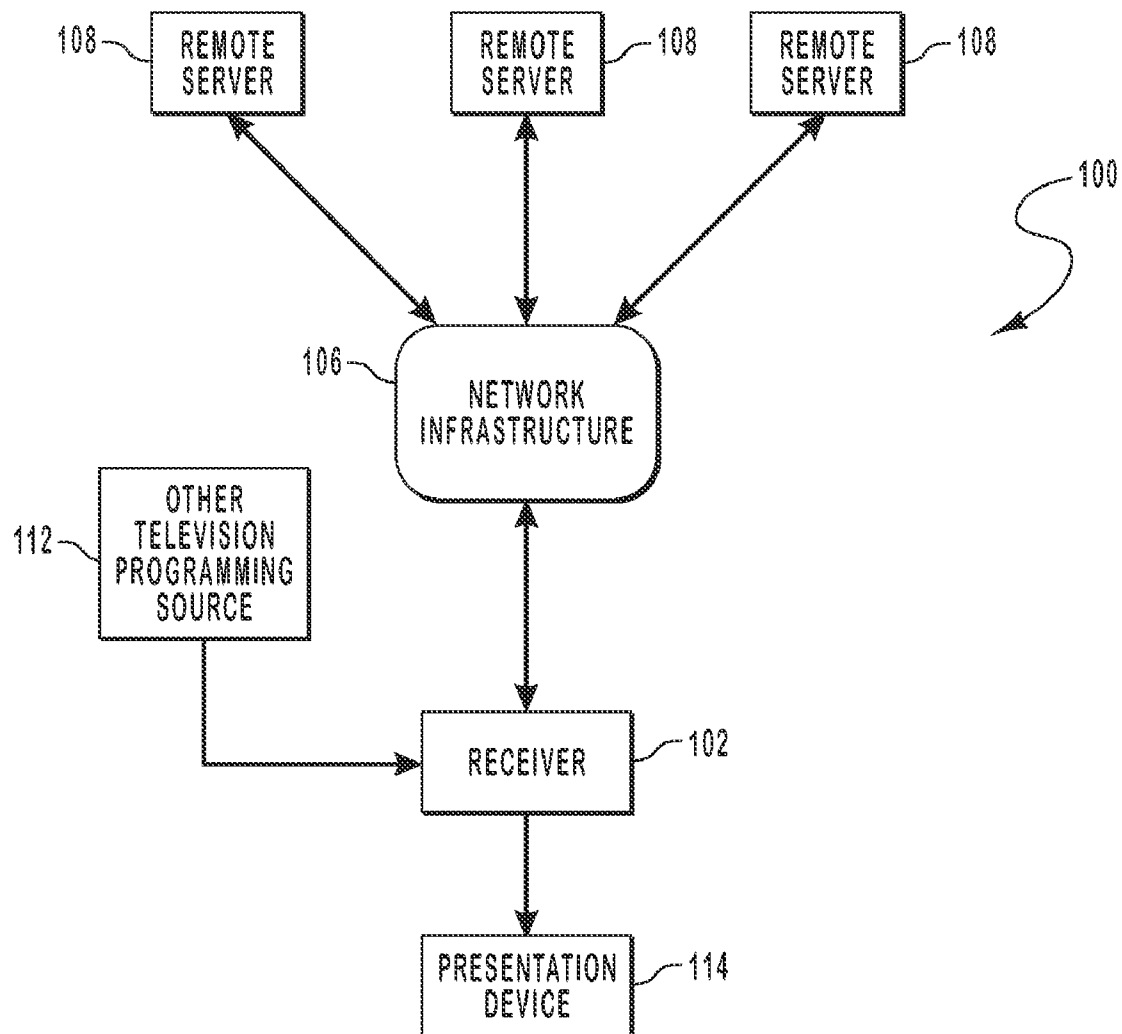 108
REMOTE
SERVER
REMOTE
SERVER
108
REMOTE
SERVER
108
100
106
NETWORK
INFRASTRUCTURE
112
OTHER
TELEVISION
PROGRAMMING
SOURCE
RECEIVER
102
PRESENTATION
DEVICE
114